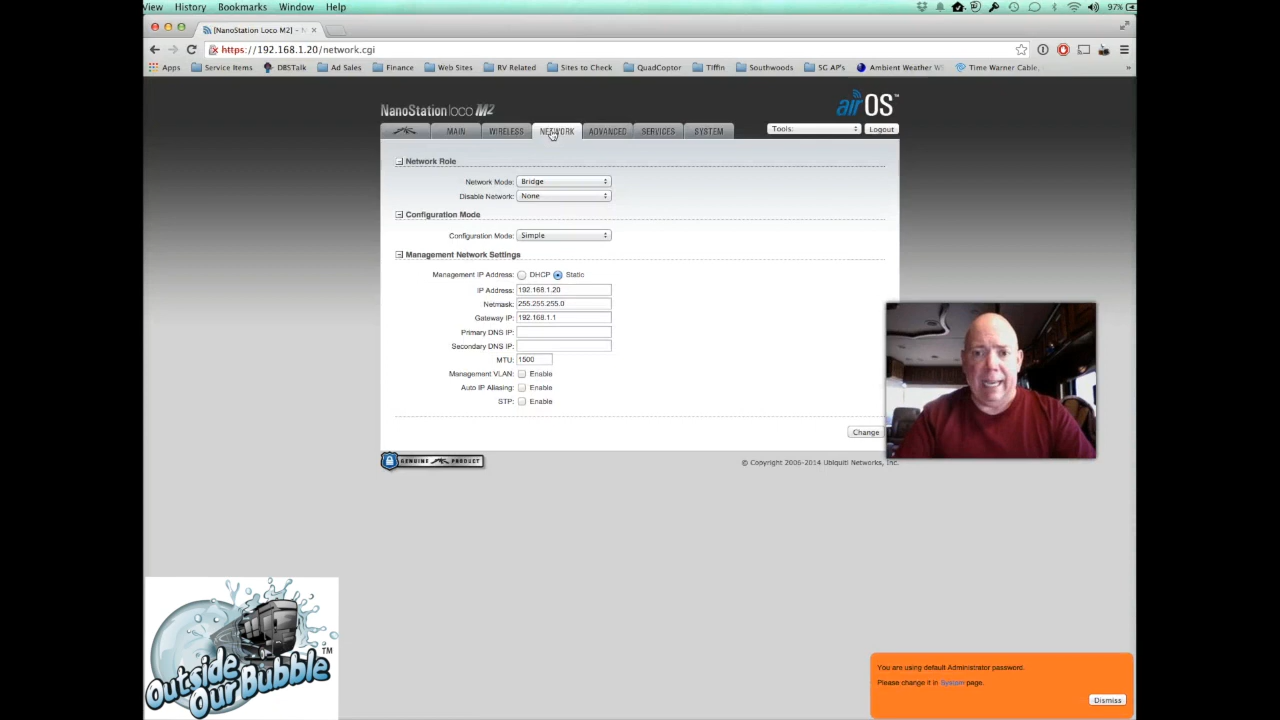 View History Bookmarks Window Help 97%
[NanoStation Loco M2] -
https://192.168.1.20/network.cgi
Apps Service Items DBSTalk Ad Sales Finance Web Sites RV Related Sites to Check QuadCoptor Tiffin Southwoods SG AP's Ambient Weather Time Warner Cable, »
NanoStation loco M2 airOS™
MAIN WIRELESS NETWORK ADVANCED SERVICES SYSTEM Tools: Logout
Network Role
Network Mode: Bridge
Disable Network: None
Configuration Mode
Configuration Mode: Simple
Management Network Settings
Management IP Address: DHCP Static
IP Address: 192.168.1.20
Netmask: 255.255.255.0
Gateway IP: 192.168.1.1
Primary DNS IP:
Secondary DNS IP:
MTU: 1500
Management VLAN: Enable
Auto IP Aliasing: Enable
STP: Enable
Change
GENUINE PRODUCT © Copyright 2006-2014 Ubiquiti Networks, Inc.
Outside Our Bubble™
You are using default Administrator password.
Please change it in System page.
Dismiss